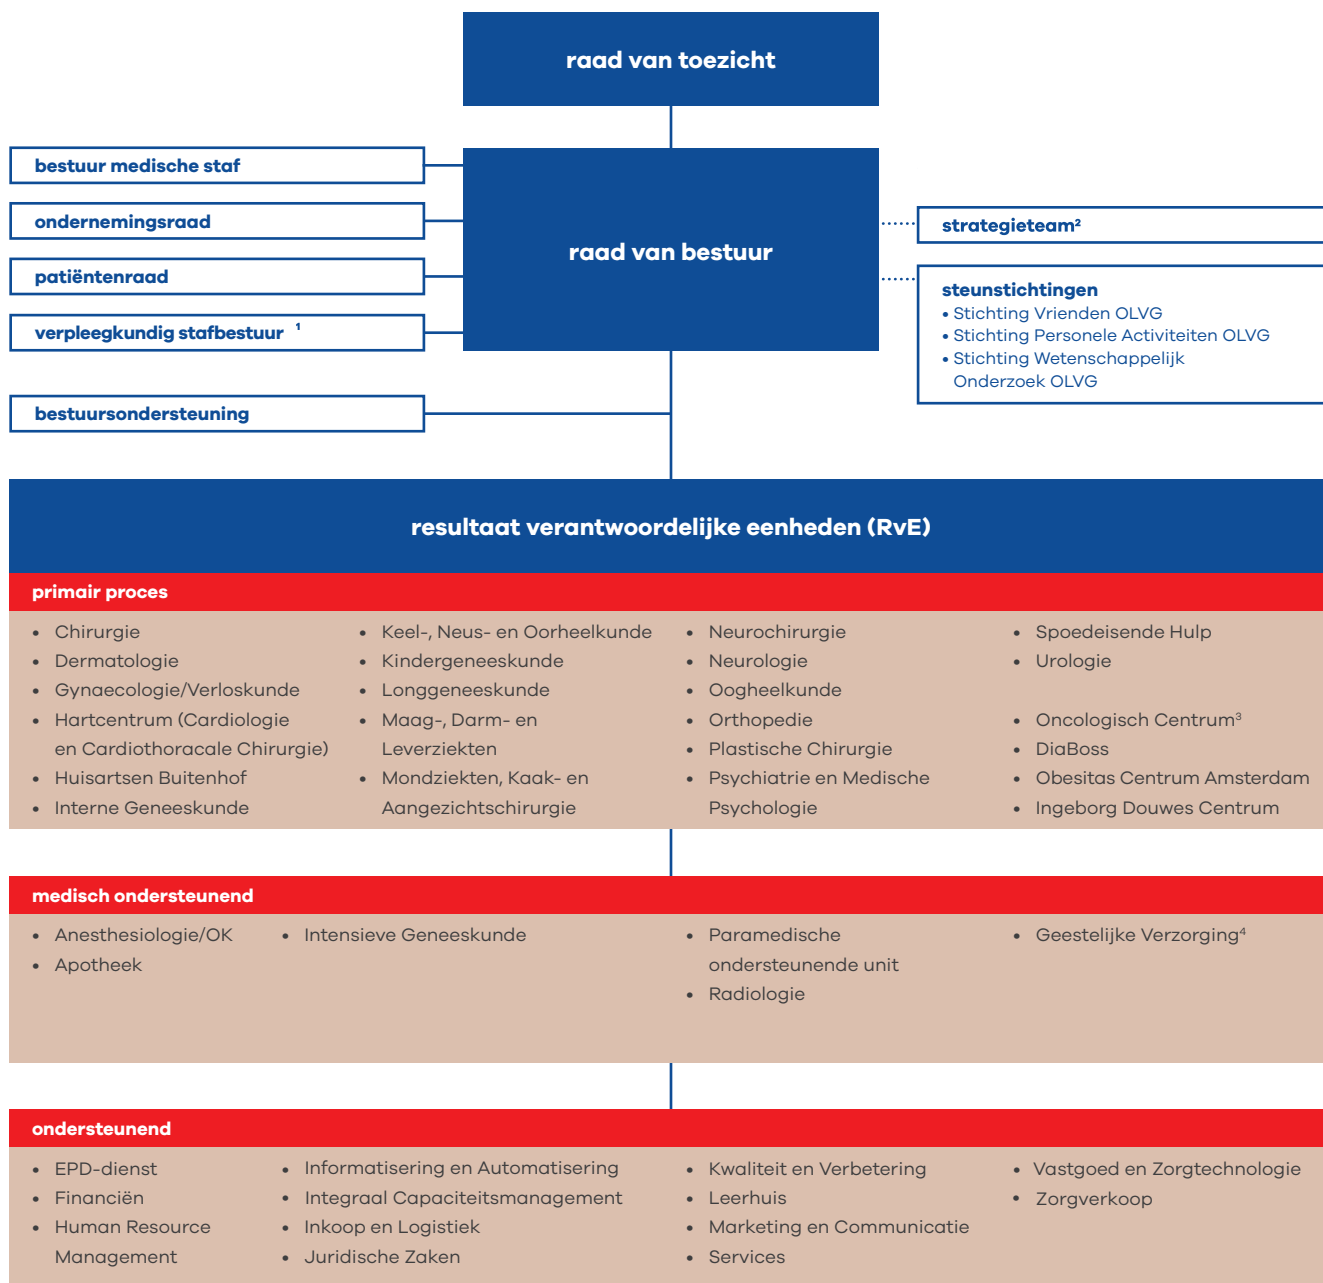 raad van toezicht
bestuur medische staf
ondernemingsraad
patiëntenraad
verpleegkundig stafbestuur ¹
bestuursondersteuning
raad van bestuur
strategieteam²
steunstichtingen
• Stichting Vrienden OLVG
• Stichting Personele Activiteiten OLVG
• Stichting Wetenschappelijk
Onderzoek OLVG
resultaat verantwoordelijke eenheden (RvE)
primair proces
• Chirurgie
• Dermatologie
• Gynaecologie/Verloskunde
• Hartcentrum (Cardiologie
en Cardiothoracale Chirurgie)
• Huisartsen Buitenhof
• Interne Geneeskunde
• Keel-, Neus- en Oorheelkunde
• Kindergeneeskunde
• Longgeneeskunde
• Maag-, Darm- en
Leverziekten
• Mondziekten, Kaak- en
Aangezichtschirurgie
• Neurochirurgie
• Neurologie
• Oogheelkunde
• Orthopedie
• Plastische Chirurgie
• Psychiatrie en Medische
Psychologie
• Spoedeisende Hulp
• Urologie
• Oncologisch Centrum³
• DiaBoss
• Obesitas Centrum Amsterdam
• Ingeborg Douwes Centrum
medisch ondersteunend
• Anesthesiologie/OK
• Apotheek
• Intensieve Geneeskunde
• Paramedische
ondersteunende unit
• Radiologie
• Geestelijke Verzorging⁴
ondersteunend
• EPD-dienst
• Financiën
• Human Resource
Management
• Informatisering en Automatisering
• Integraal Capaciteitsmanagement
• Inkoop en Logistiek
• Juridische Zaken
• Kwaliteit en Verbetering
• Leerhuis
• Marketing en Communicatie
• Services
• Vastgoed en Zorgtechnologie
• Zorgverkoop